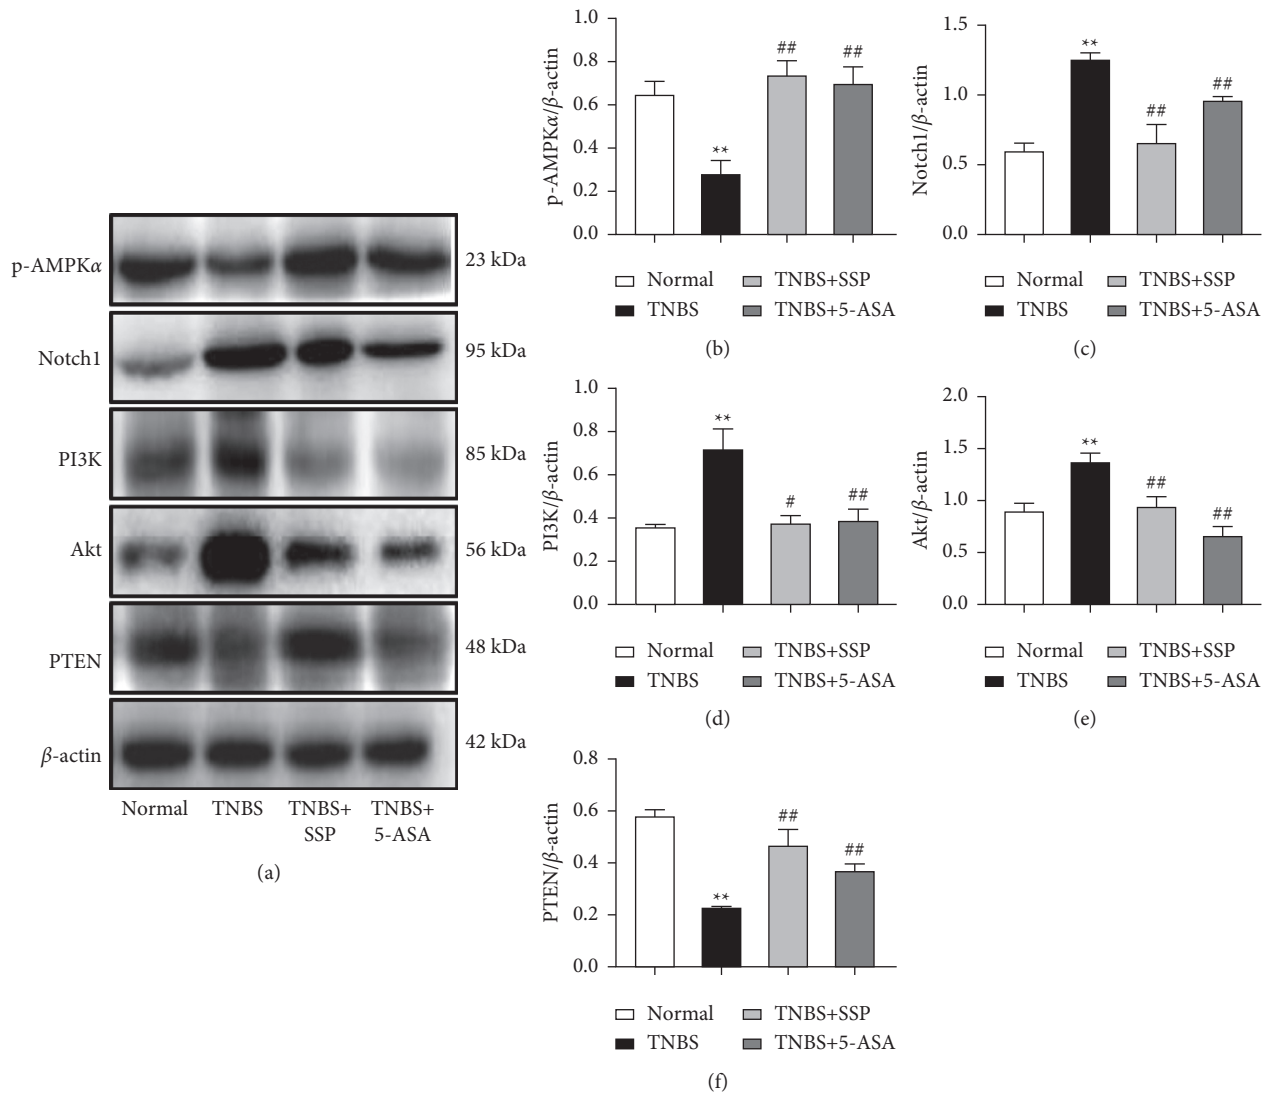 p-AMPKα
23 kDa
Notch1
95 kDa
PI3K
85 kDa
Akt
56 kDa
PTEN
48 kDa
β-actin
42 kDa
Normal TNBS TNBS+ TNBS+
SSP 5-ASA
(a)
p-AMPKα/β-actin
1.0
0.8
0.6
0.4
0.2
0.0
** ## ##
Normal TNBS+SSP
TNBS TNBS+5-ASA
(b)
Notch1/β-actin
1.5
1.0
0.5
0.0
** ## ##
Normal TNBS+SSP
TNBS TNBS+5-ASA
(c)
PI3K/β-actin
1.0
0.8
0.6
0.4
0.2
0.0
** # ##
Normal TNBS+SSP
TNBS TNBS+5-ASA
(d)
Akt/β-actin
2.0
1.5
1.0
0.5
0.0
** ## ##
Normal TNBS+SSP
TNBS TNBS+5-ASA
(e)
PTEN/β-actin
0.8
0.6
0.4
0.2
0.0
** ## ##
Normal TNBS+SSP
TNBS TNBS+5-ASA
(f)